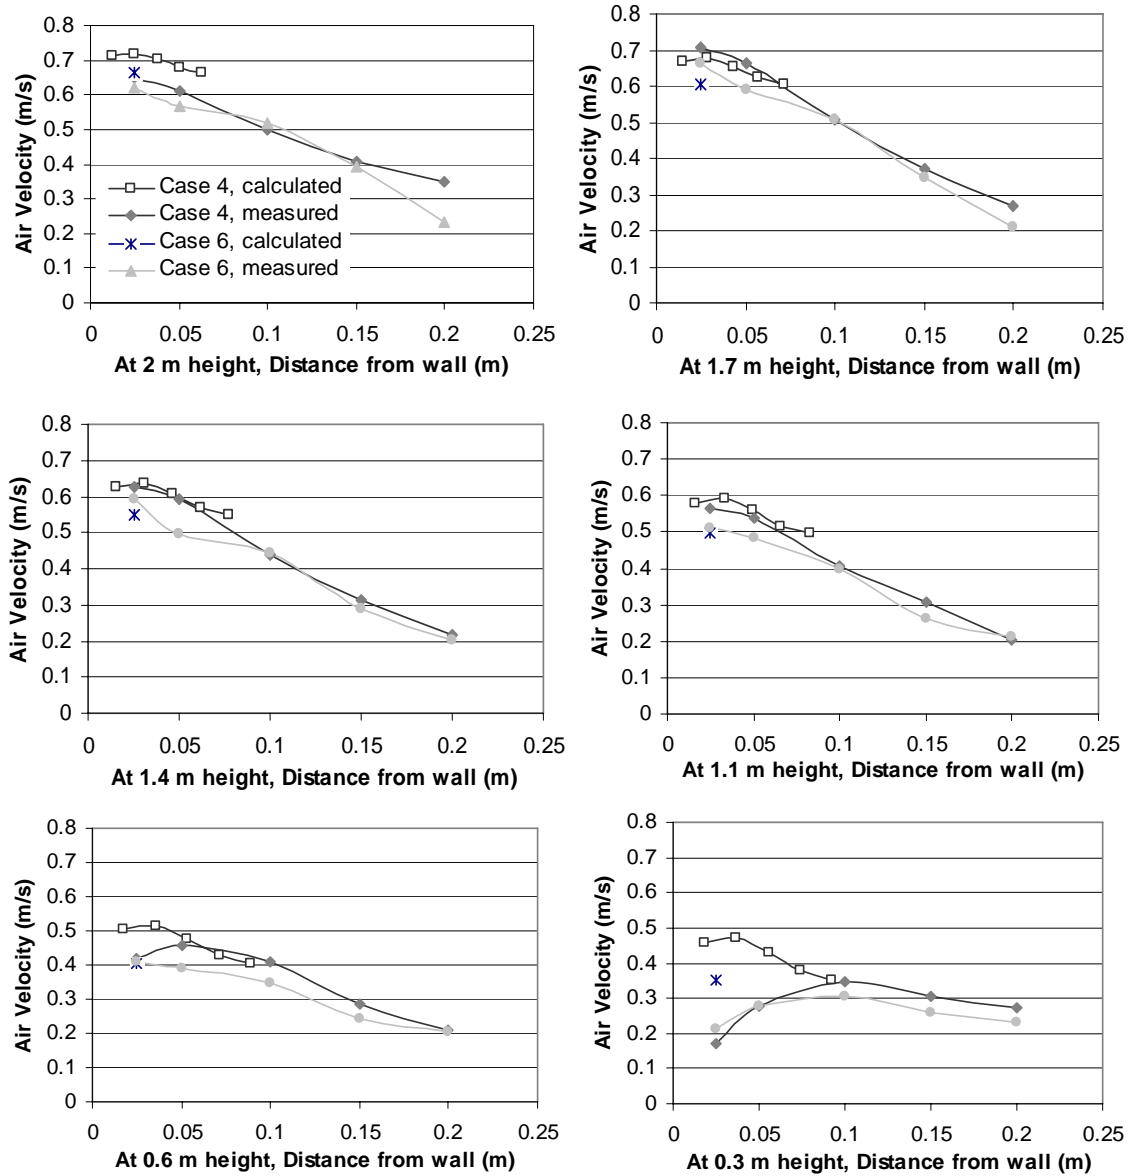 0.8
0.7
0.6
0.5
0.4
0.3
0.2
0.1
0
Air Velocity (m/s)
Case 4, calculated
Case 4, measured
Case 6, calculated
Case 6, measured
0 0.05 0.1 0.15 0.2 0.25
At 2 m height, Distance from wall (m)
0.8
0.7
0.6
0.5
0.4
0.3
0.2
0.1
0
Air Velocity (m/s)
0 0.05 0.1 0.15 0.2 0.25
At 1.7 m height, Distance from wall (m)
0.8
0.7
0.6
0.5
0.4
0.3
0.2
0.1
0
Air Velocity (m/s)
0 0.05 0.1 0.15 0.2 0.25
At 1.4 m height, Distance from wall (m)
0.8
0.7
0.6
0.5
0.4
0.3
0.2
0.1
0
Air Velocity (m/s)
0 0.05 0.1 0.15 0.2 0.25
At 1.1 m height, Distance from wall (m)
0.8
0.7
0.6
0.5
0.4
0.3
0.2
0.1
0
Air Velocity (m/s)
0 0.05 0.1 0.15 0.2 0.25
At 0.6 m height, Distance from wall (m)
0.8
0.7
0.6
0.5
0.4
0.3
0.2
0.1
0
Air Velocity (m/s)
0 0.05 0.1 0.15 0.2 0.25
At 0.3 m height, Distance from wall (m)